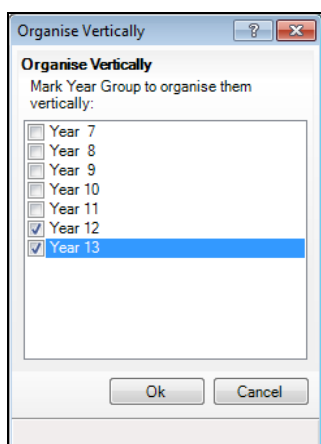 Organise Vertically
?
Organise Vertically
Mark Year Group to organise them
vertically:
Year 7
Year 8
Year 9
Year 10
Year 11
Year 12
Year 13
Ok
Cancel